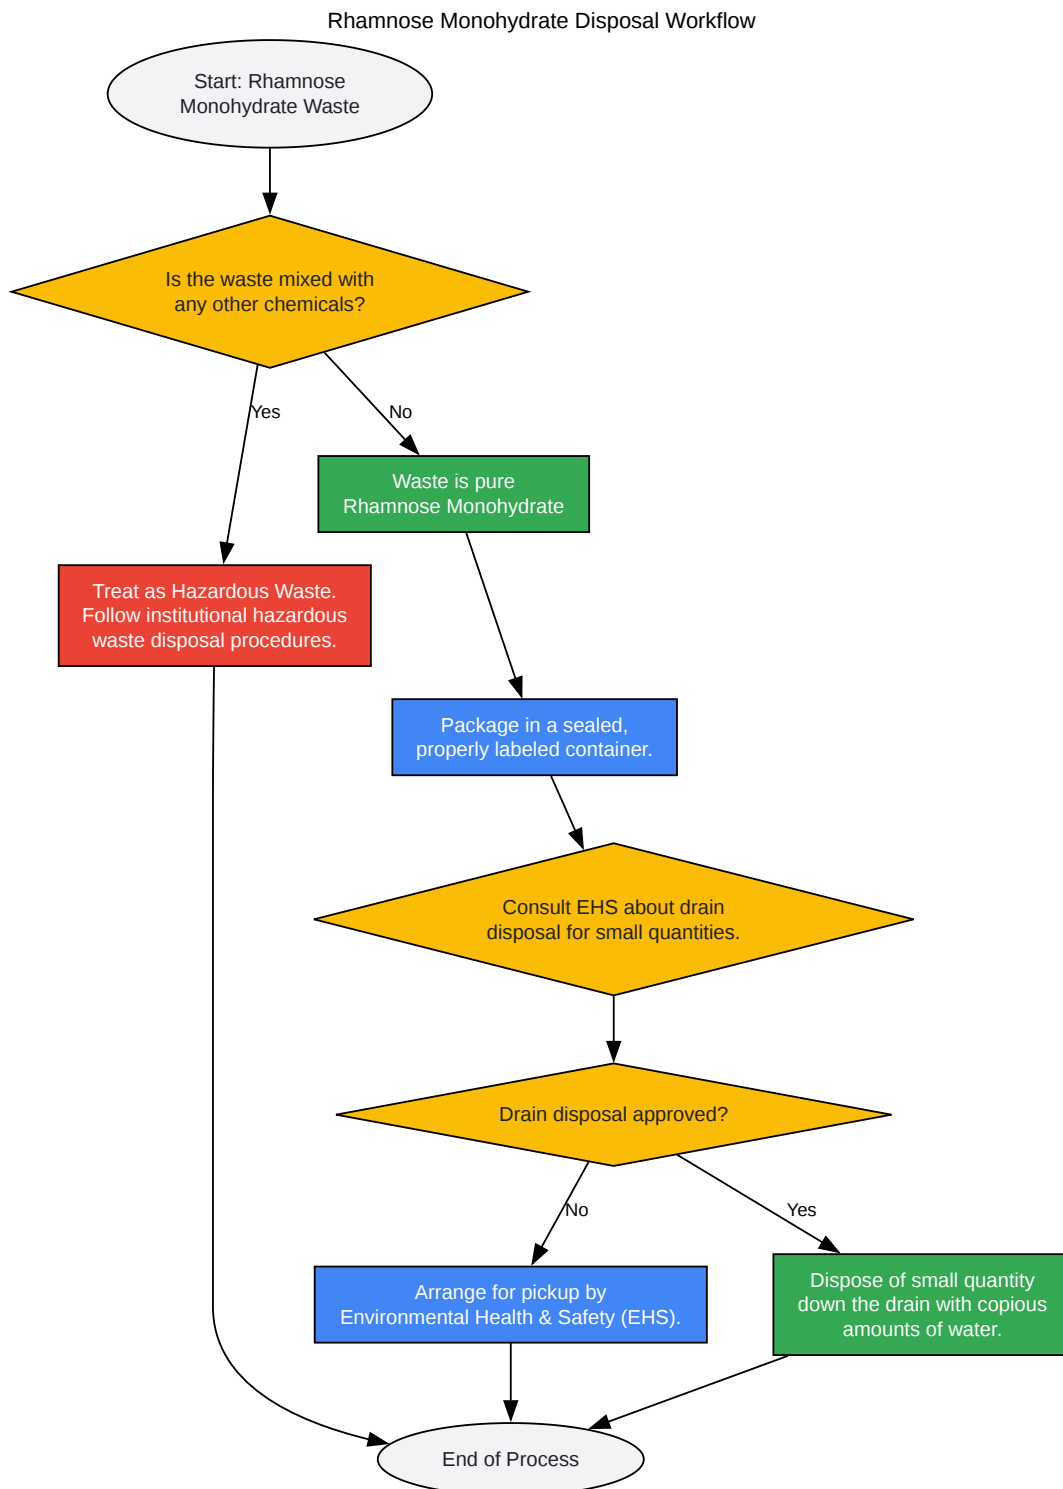 Rhamnose Monohydrate Disposal Workflow
Start: Rhamnose
Monohydrate Waste
Is the waste mixed with
any other chemicals?
Yes
No
Waste is pure
Rhamnose Monohydrate
Treat as Hazardous Waste.
Follow institutional hazardous
waste disposal procedures.
Package in a sealed,
properly labeled container.
Consult EHS about drain
disposal for small quantities.
Drain disposal approved?
No
Yes
Arrange for pickup by
Environmental Health & Safety (EHS).
Dispose of small quantity
down the drain with copious
amounts of water.
End of Process